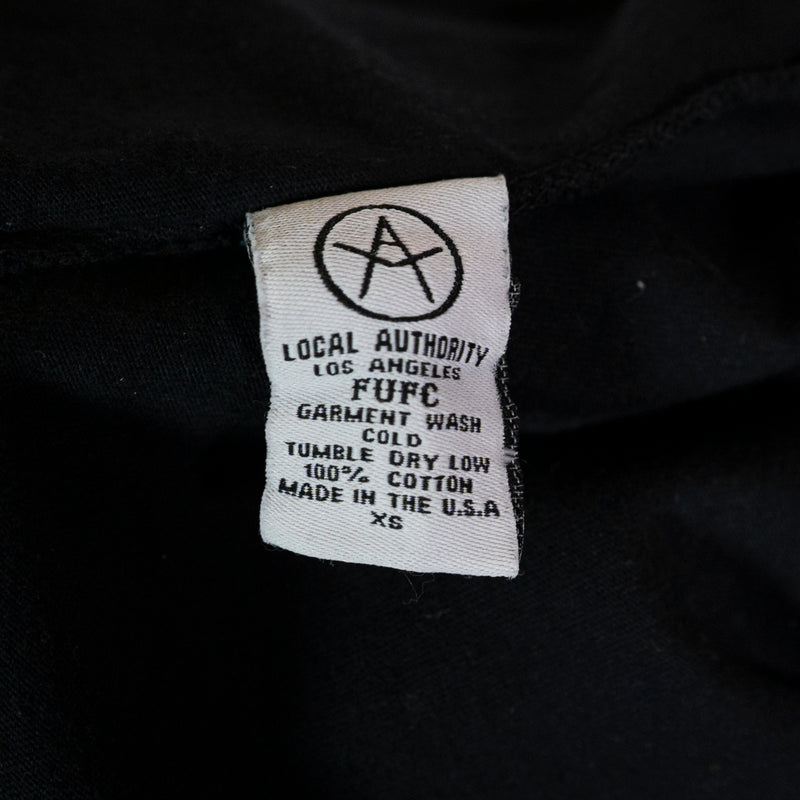 LOCAL AUTHORITY
LOS ANGELES
FUFC
GARMENT WASH
COLD
TUMBLE DRY LOW
100% COTTON
MADE IN THE U.S.A
XS